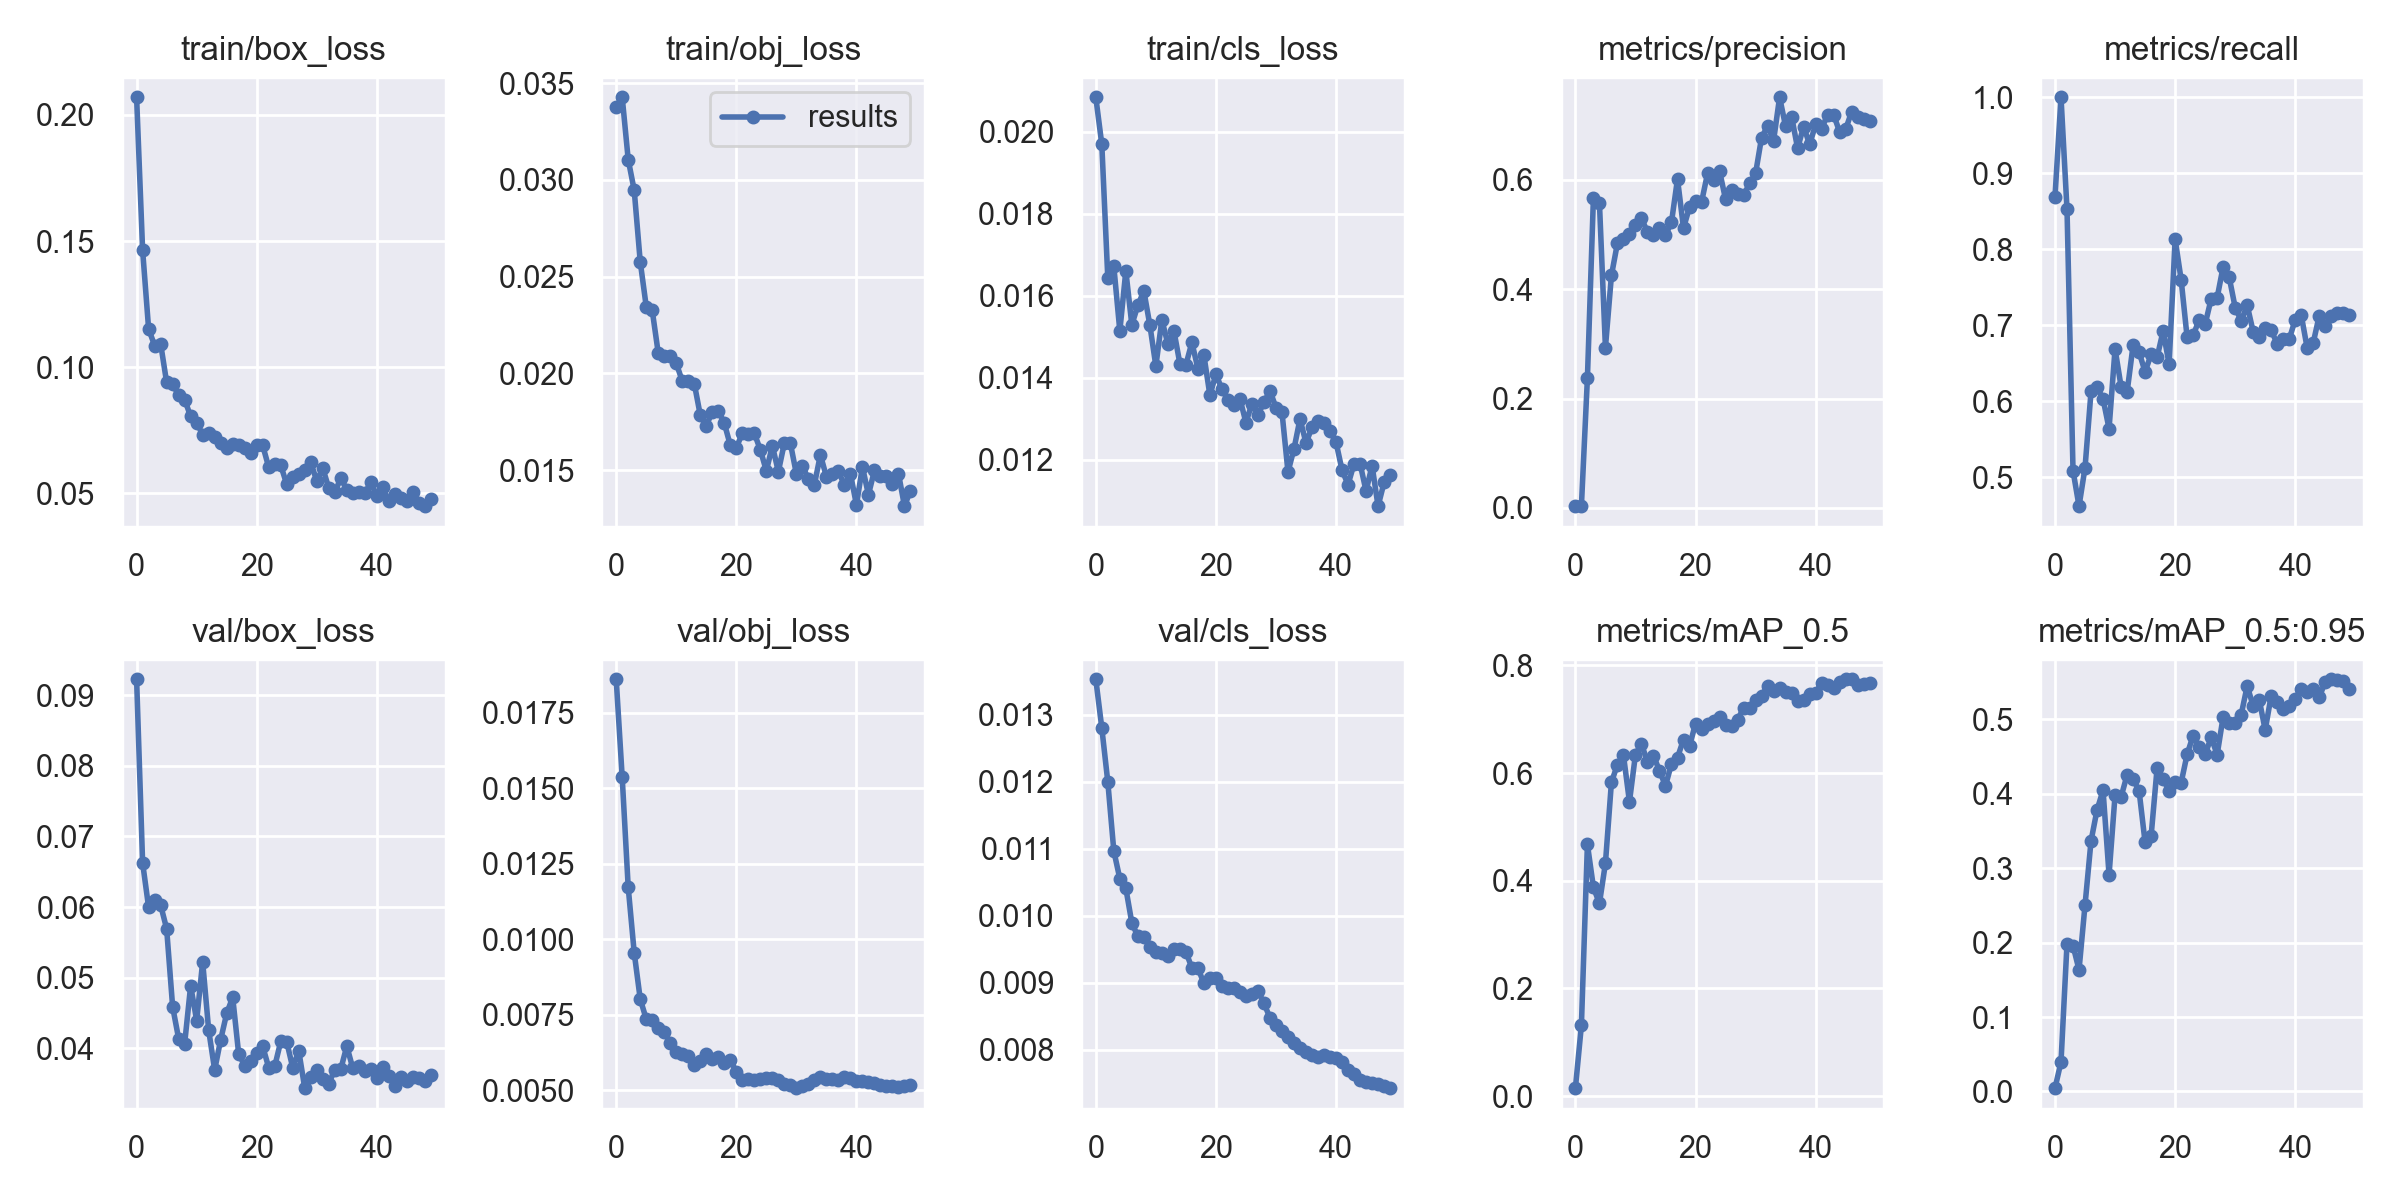 train/box_loss
0.20
0.15
0.10
0.05
0 20 40
train/obj_loss
results
0.035
0.030
0.025
0.020
0.015
0 20 40
train/cls_loss
0.020
0.018
0.016
0.014
0.012
0 20 40
metrics/precision
0.6
0.4
0.2
0.0
0 20 40
metrics/recall
1.0
0.9
0.8
0.7
0.6
0.5
0 20 40
val/box_loss
0.09
0.08
0.07
0.06
0.05
0.04
0 20 40
val/obj_loss
0.0175
0.0150
0.0125
0.0100
0.0075
0.0050
0 20 40
val/cls_loss
0.013
0.012
0.011
0.010
0.009
0.008
0 20 40
metrics/mAP_0.5
0.8
0.6
0.4
0.2
0.0
0 20 40
metrics/mAP_0.5:0.95
0.5
0.4
0.3
0.2
0.1
0.0
0 20 40